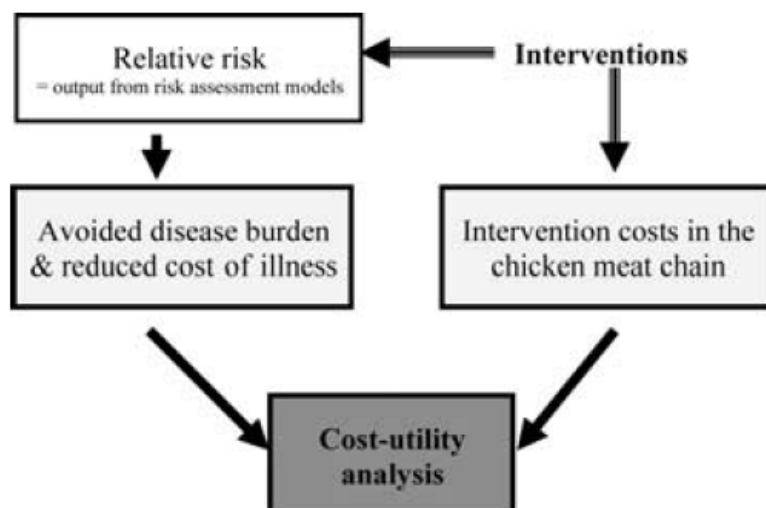 Relative risk
= output from risk assessment models
Interventions
Avoided disease burden
& reduced cost of illness
Intervention costs in the
chicken meat chain
Cost-utility
analysis